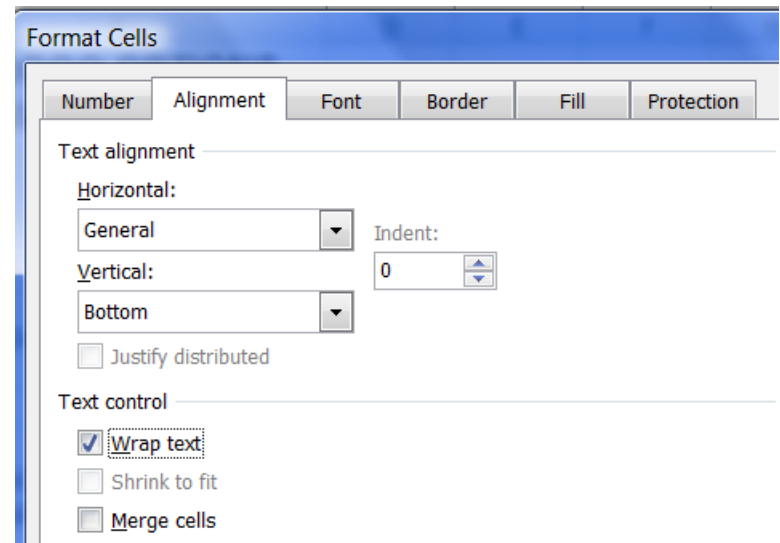 Format Cells
Number Alignment Font Border Fill Protection
Text alignment
Horizontal:
General
Indent:
Vertical:
0
Bottom
Justify distributed
Text control
Wrap text
Shrink to fit
Merge cells